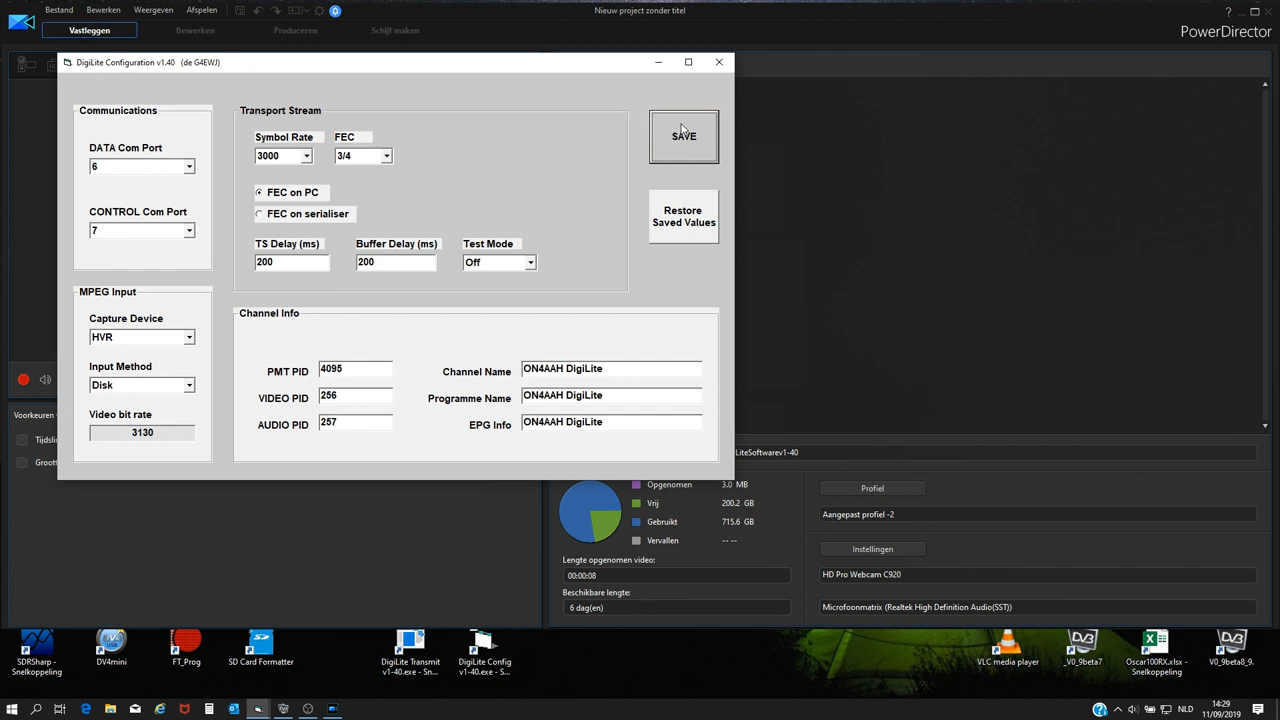 Bestand Bewerken Weergeven Afspelen
Nieuw project zonder titel
Vastleggen Bewerken Produceren Schijf maken
PowerDirector
DigiLite Configuration v1.40 (de G4EWJ)
Communications
DATA Com Port
6
CONTROL Com Port
7
Transport Stream
Symbol Rate FEC
3000 3/4
FEC on PC
FEC on serialiser
TS Delay (ms) Buffer Delay (ms) Test Mode
200 200 Off
SAVE
Restore
Saved Values
MPEG Input
Capture Device
HVR
Input Method
Disk
Video bit rate
3130
Channel Info
PMT PID 4095 Channel Name ON4AAH DigiLite
VIDEO PID 256 Programme Name ON4AAH DigiLite
AUDIO PID 257 EPG Info ON4AAH DigiLite
Voorkeuren
Tijdslin
Groott
LiteSoftwarev1-40
Opgenomen 3.0 MB
Vrij 200.2 GB
Gebruikt 715.6 GB
Vervallen -- --
Lengte opgenomen video:
00:00:08
Beschikbare lengte:
6 dag(en)
Profiel
Aangepast profiel -2
Instellingen
HD Pro Webcam C920
Microfoonmatrix (Realtek High Definition Audio(SST))
SDRSharp -
Snelkoppeling
DV4mini
FT_Prog
SD Card Formatter
DigiLite Transmit
v1-40.exe - Sn...
DigiLite Config
v1-40.exe - Sne...
VLC media player
_V0_9beta7
Oscar100RX.xlsx -
Snelkoppeling
V0_9beta8_9.
NLD
14:29
11/09/2019